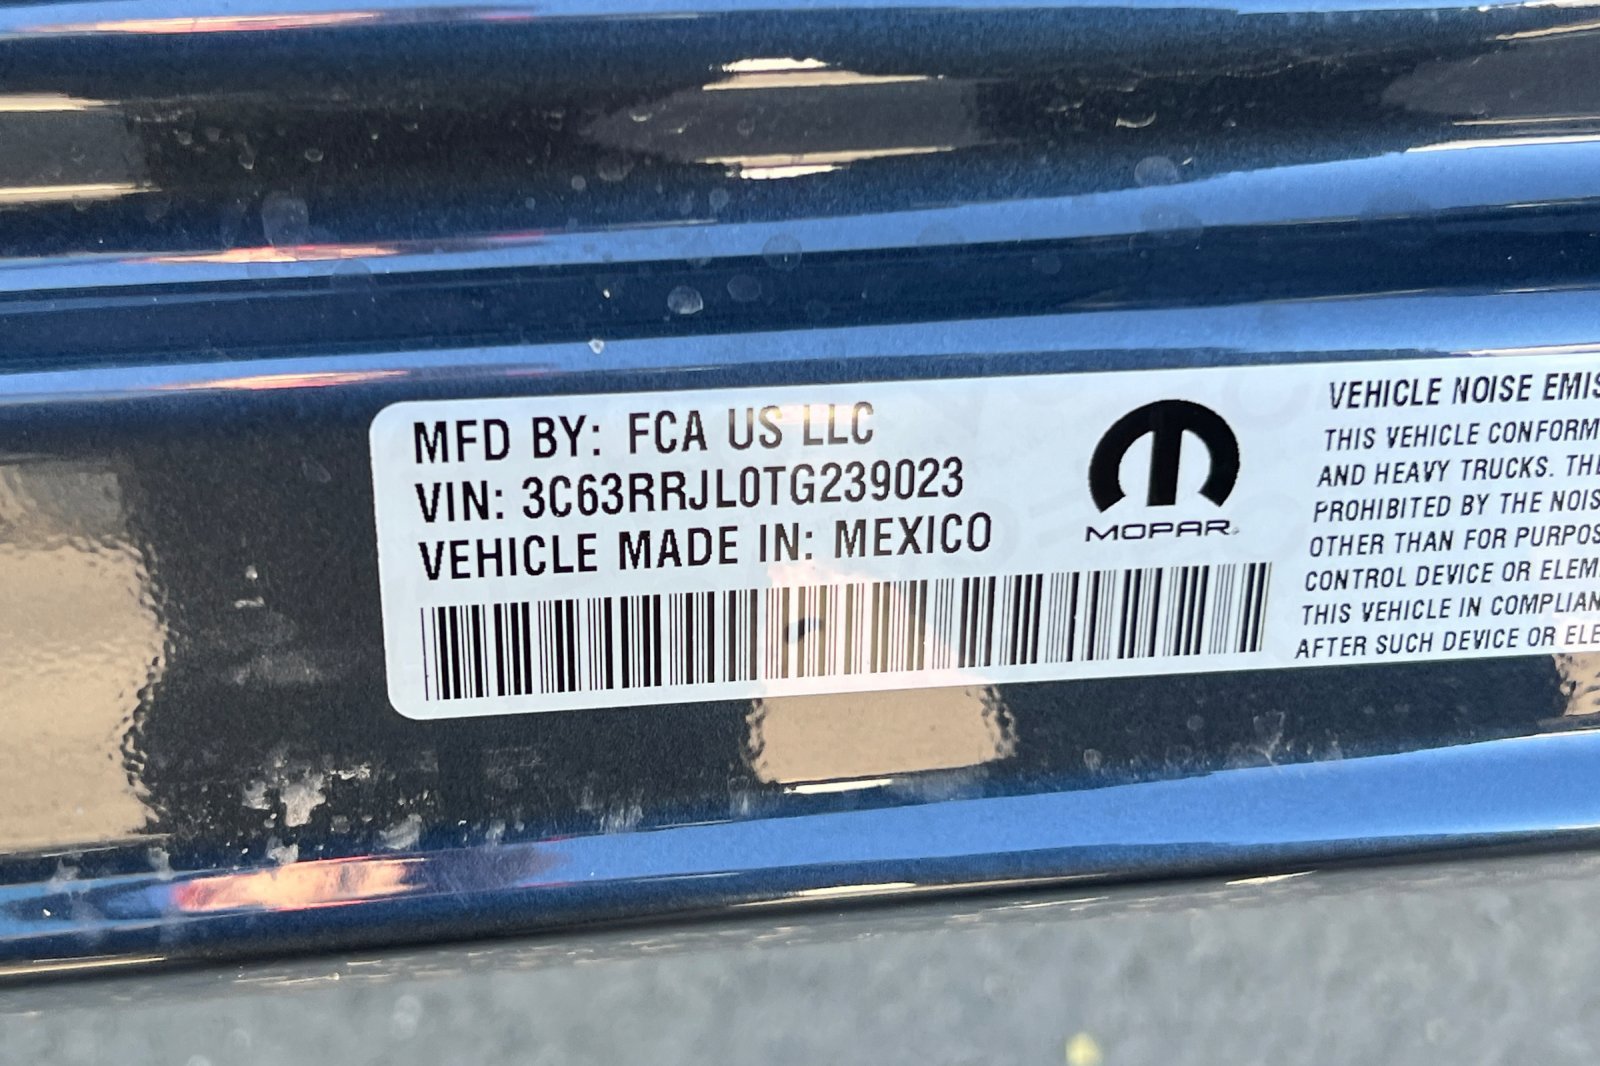 MFD BY: FCA US LLC
VIN: 3C63RRJL0TG239023
VEHICLE MADE IN: MEXICO
MOPAR
VEHICLE NOISE EMIS
THIS VEHICLE CONFORM
AND HEAVY TRUCKS. THE
PROHIBITED BY THE NOIS
OTHER THAN FOR PURPOS
CONTROL DEVICE OR ELEM
THIS VEHICLE IN COMPLIAN
AFTER SUCH DEVICE OR ELE